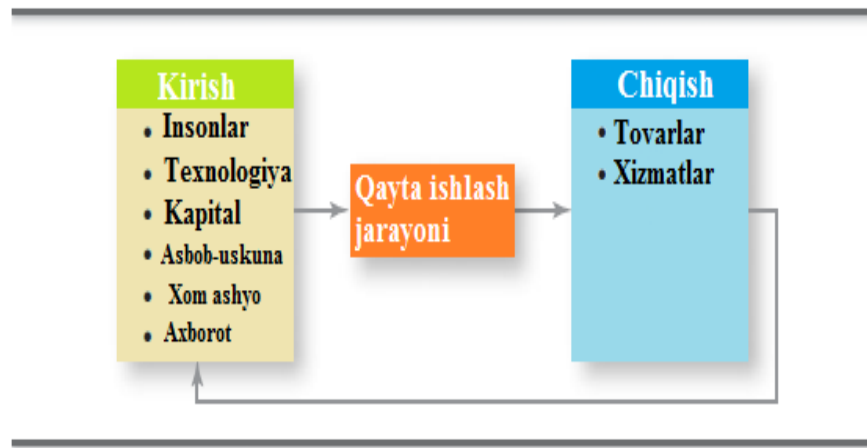 Kirish
• Insonlar
• Texnologiya
• Kapital
• Asbob-uskuna
• Xom ashyo
• Axborot
Qayta ishlash
jarayoni
Chiqish
• Tovarlar
• Xizmatlar